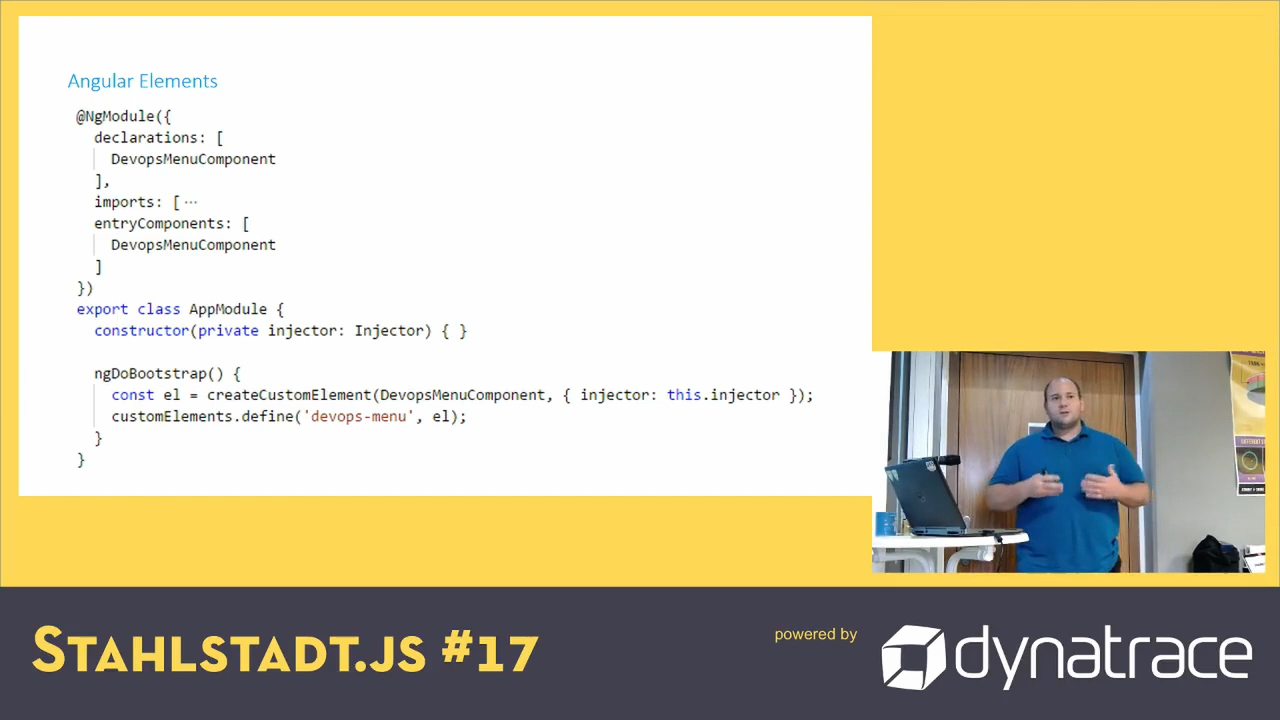 Angular Elements
@NgModule({
declarations: [
DevopsMenuComponent
],
imports: [ ···
entryComponents: [
DevopsMenuComponent
]
})
export class AppModule {
constructor(private injector: Injector) { }
ngDoBootstrap() {
const el = createCustomElement(DevopsMenuComponent, { injector: this.injector });
customElements.define('devops-menu', el);
}
}
STAHLSTADT.JS #17
powered by
dynatrace